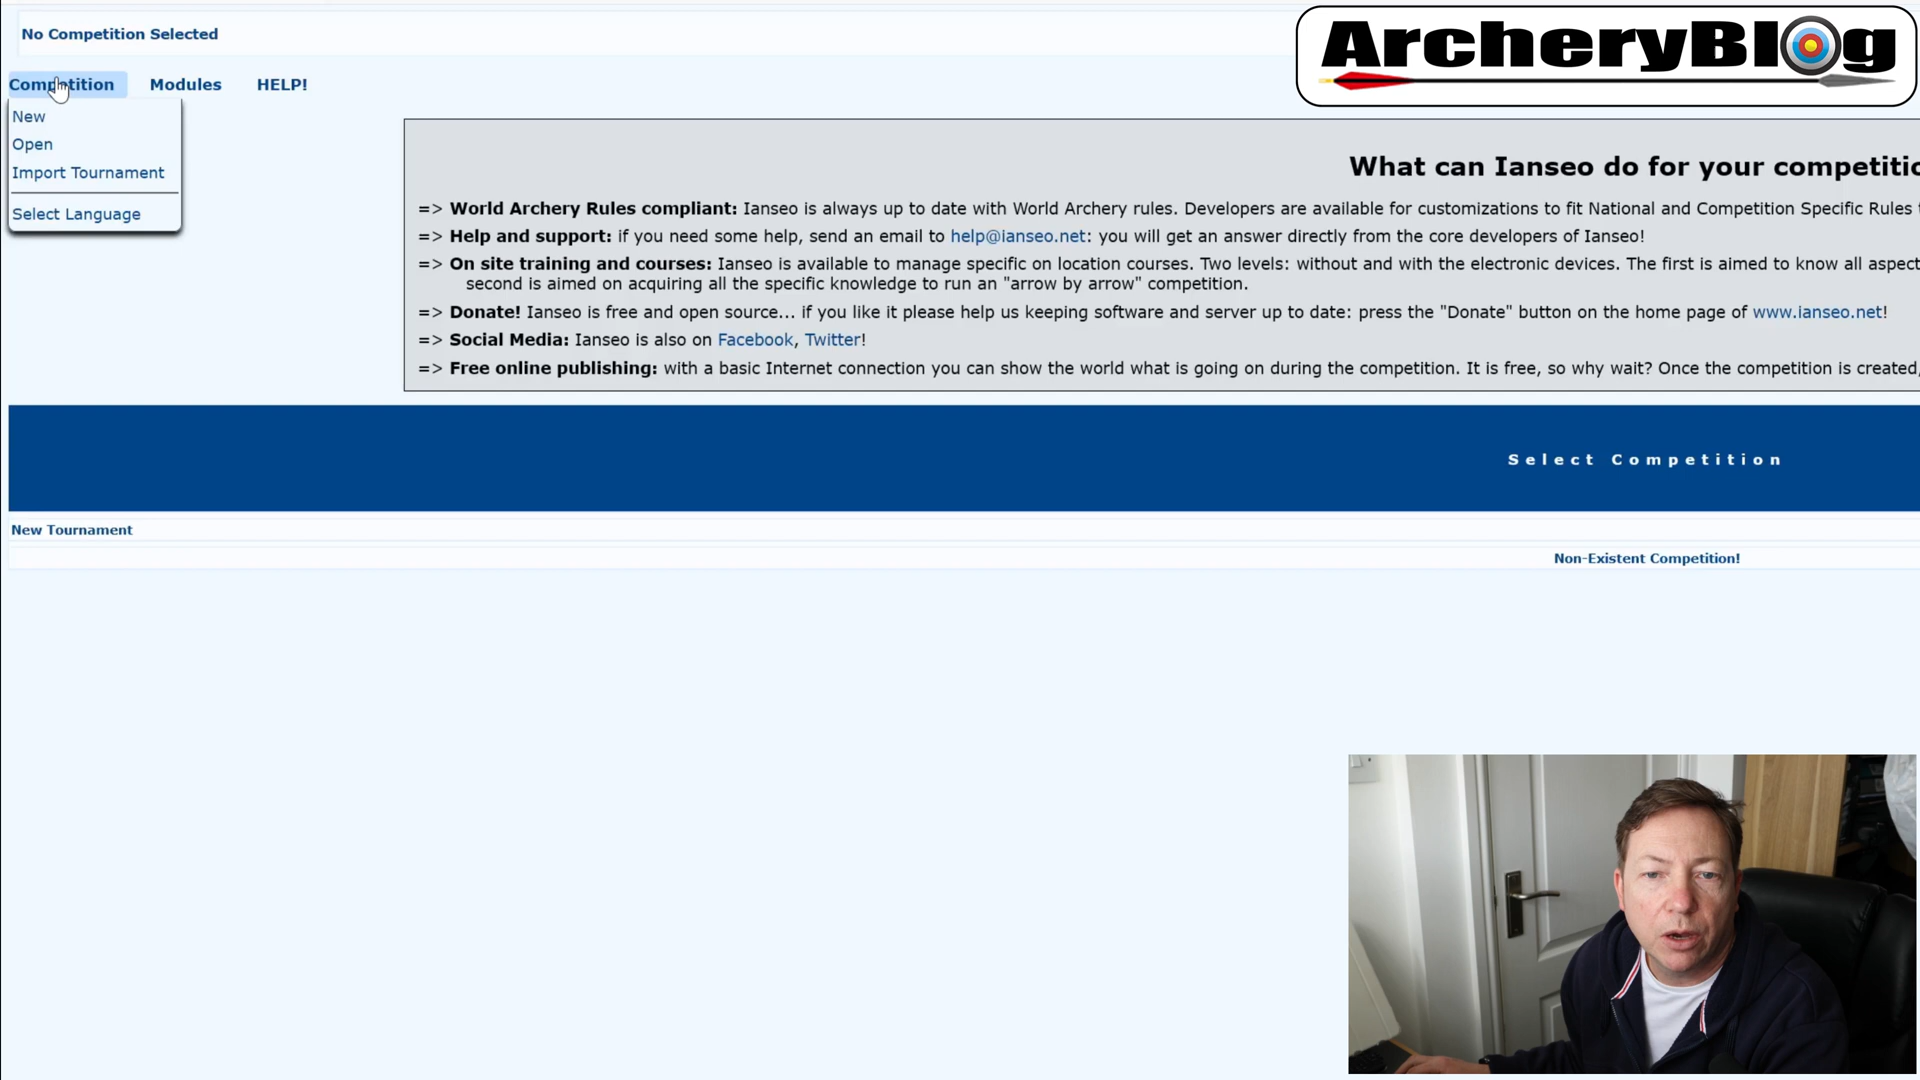 No Competition Selected
ArcheryBlog
Competition Modules HELP!
New
Open
Import Tournament
Select Language
What can Ianseo do for your
=> World Archery Rules compliant: Ianseo is always up to date with World Archery rules. Developers are available for customizations to fit National and Competition Specific Rules
=> Help and support: if you need some help, send an email to help@ianseo.net: you will get an answer directly from the core developers of Ianseo!
=> On site training and courses: Ianseo is available to manage specific on location courses. Two levels: without and with the electronic devices. The first is aimed to know all
second is aimed on acquiring all the specific knowledge to run an "arrow by arrow" competition.
=> Donate! Ianseo is free and open source... if you like it please help us keeping software and server up to date: press the "Donate" button on the home page of www.ianseo.net!
=> Social Media: Ianseo is also on Facebook, Twitter!
=> Free online publishing: with a basic Internet connection you can show the world what is going on during the competition. It is free, so why wait? Once the competition is created,
Select Competition
New Tournament
Non-Existent Competition!